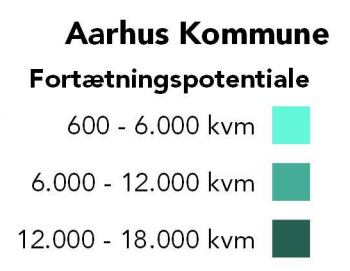 Aarhus Kommune
Fortætningspotentiale
600 - 6.000 kvm
6.000 - 12.000 kvm
12.000 - 18.000 kvm